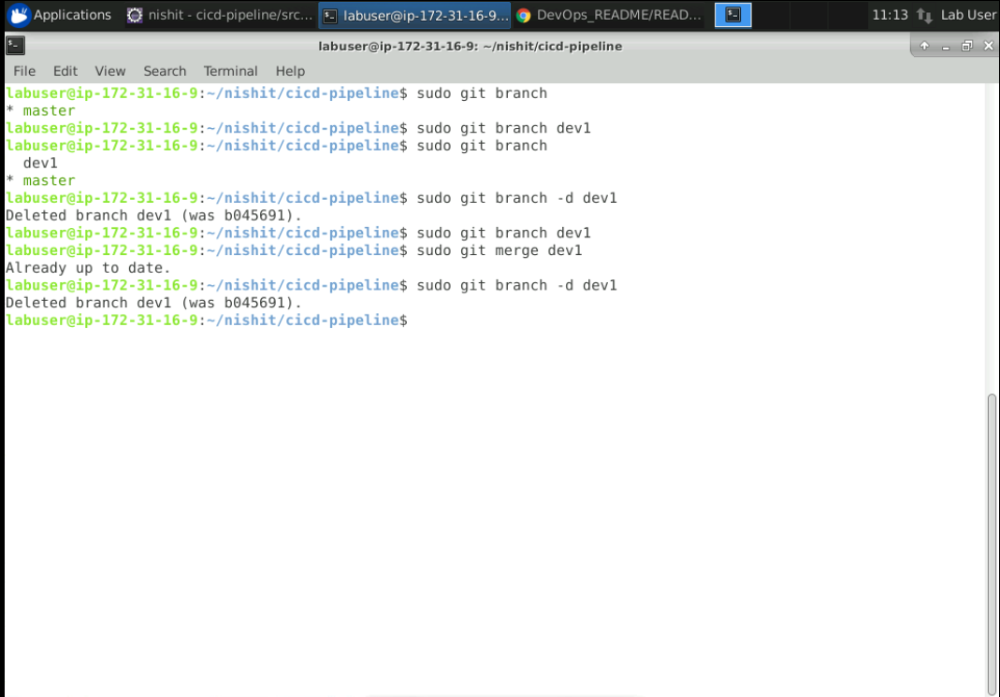 Applications nishit - cicd-pipeline/src... labuser@ip-172-31-16-9... DevOps_README/READ... 11:13 Lab User
labuser@ip-172-31-16-9: ~/nishit/cicd-pipeline
File Edit View Search Terminal Help
labuser@ip-172-31-16-9:~/nishit/cicd-pipeline$ sudo git branch
* master
labuser@ip-172-31-16-9:~/nishit/cicd-pipeline$ sudo git branch dev1
labuser@ip-172-31-16-9:~/nishit/cicd-pipeline$ sudo git branch
  dev1
* master
labuser@ip-172-31-16-9:~/nishit/cicd-pipeline$ sudo git branch -d dev1
Deleted branch dev1 (was b045691).
labuser@ip-172-31-16-9:~/nishit/cicd-pipeline$ sudo git branch dev1
labuser@ip-172-31-16-9:~/nishit/cicd-pipeline$ sudo git merge dev1
Already up to date.
labuser@ip-172-31-16-9:~/nishit/cicd-pipeline$ sudo git branch -d dev1
Deleted branch dev1 (was b045691).
labuser@ip-172-31-16-9:~/nishit/cicd-pipeline$